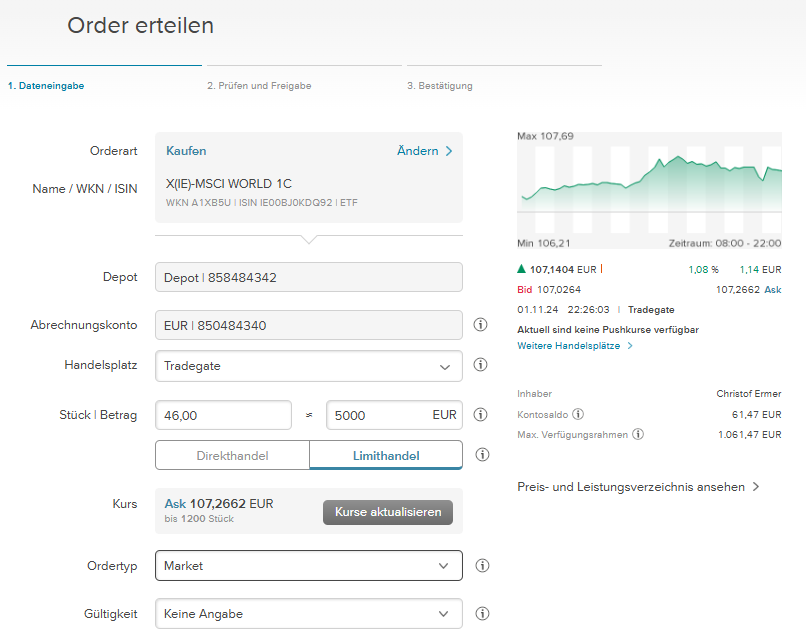 Order erteilen
1. Dateneingabe
2. Prüfen und Freigabe
3. Bestätigung
Orderart
Kaufen
Ändern
Name / WKN / ISIN
X(IE)-MSCI WORLD 1C
WKN A1XB5U | ISIN IE00BJ0KDQ92 | ETF
Depot
Depot | 858484342
Abrechnungskonto
EUR | 850484340
Handelsplatz
Tradegate
Stück | Betrag
46,00
≈
5000 EUR
Direkthandel
Limithandel
Kurs
Ask 107,2662 EUR
bis 1200 Stück
Kurse aktualisieren
Ordertyp
Market
Gültigkeit
Keine Angabe
Max 107,69
Min 106,21
Zeitraum: 08:00 - 22:00
107,1404 EUR |
1,08 %
1,14 EUR
Bid 107,0264
107,2662 Ask
01.11.24 22:26:03 | Tradegate
Aktuell sind keine Pushkurse verfügbar
Weitere Handelsplätze
Inhaber
Christof Ermer
Kontosaldo
61,47 EUR
Max. Verfügungsrahmen
1.061,47 EUR
Preis- und Leistungsverzeichnis ansehen